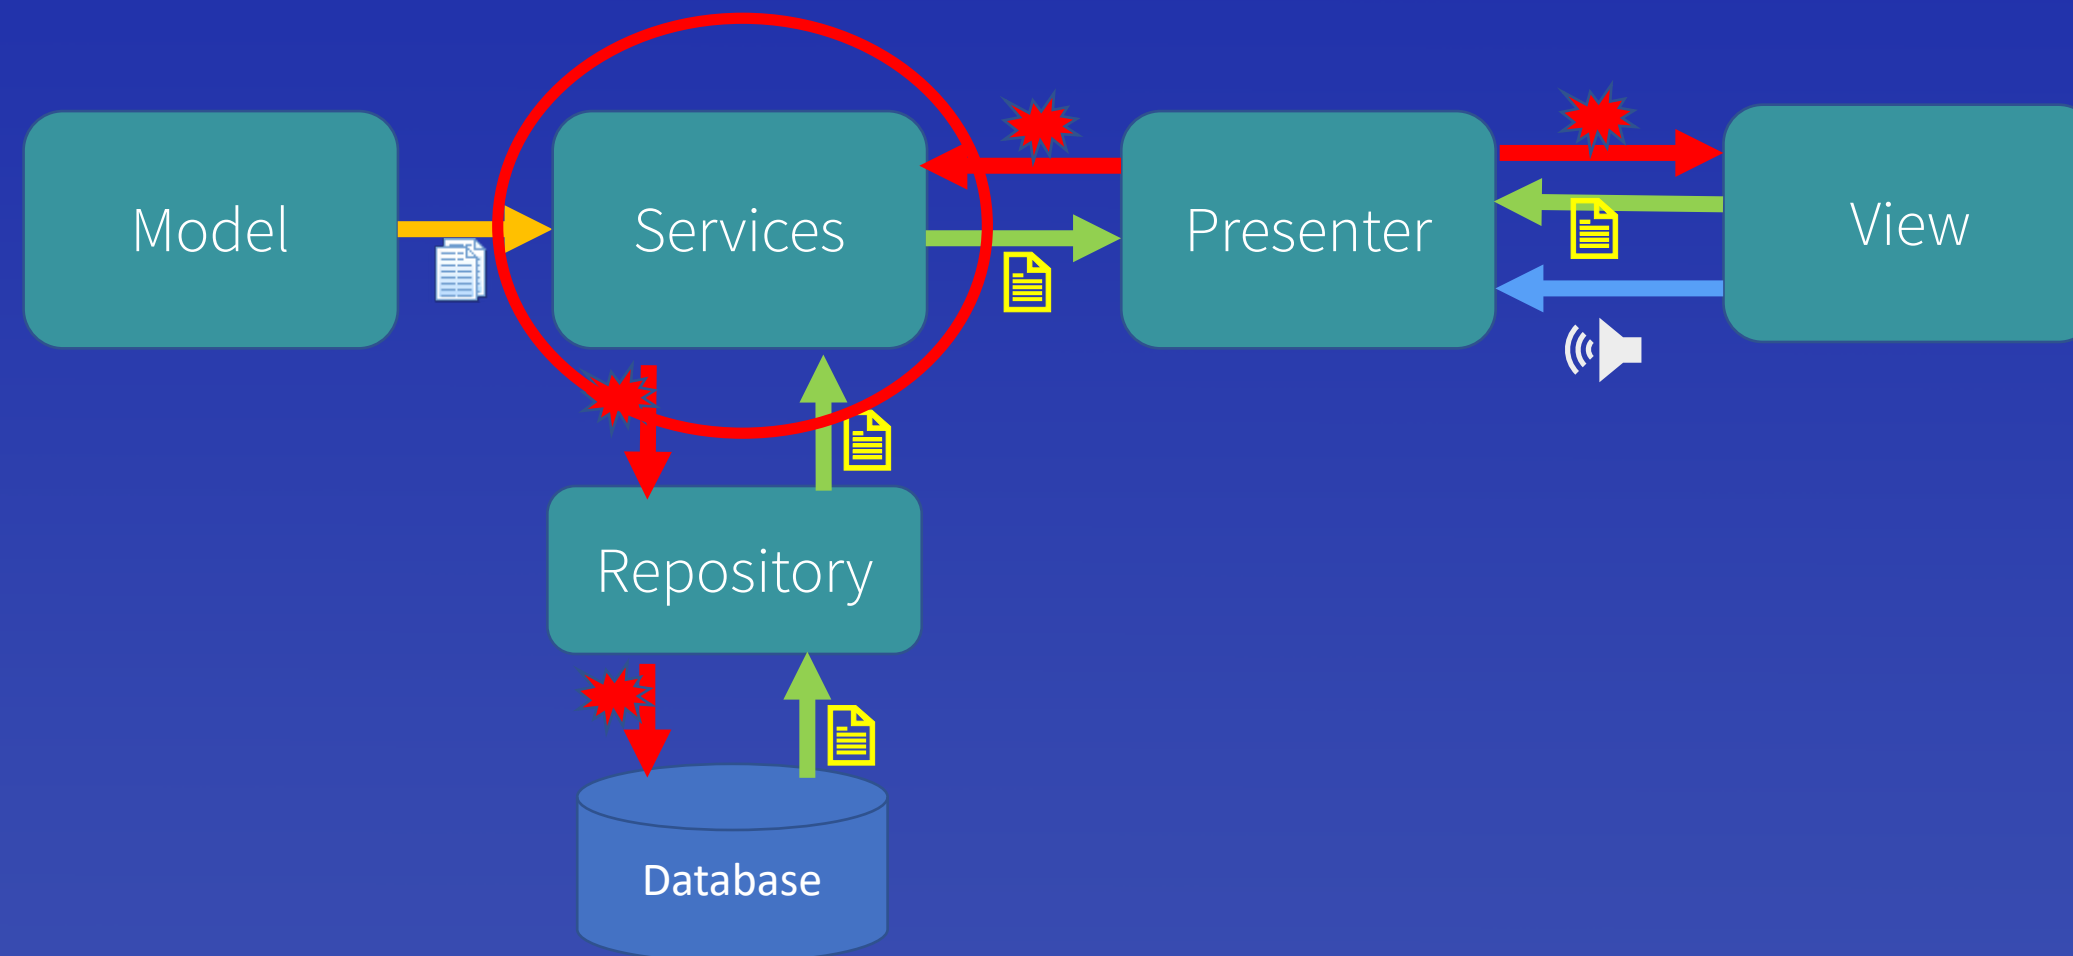 Model
Services
Presenter
View
Repository
Database